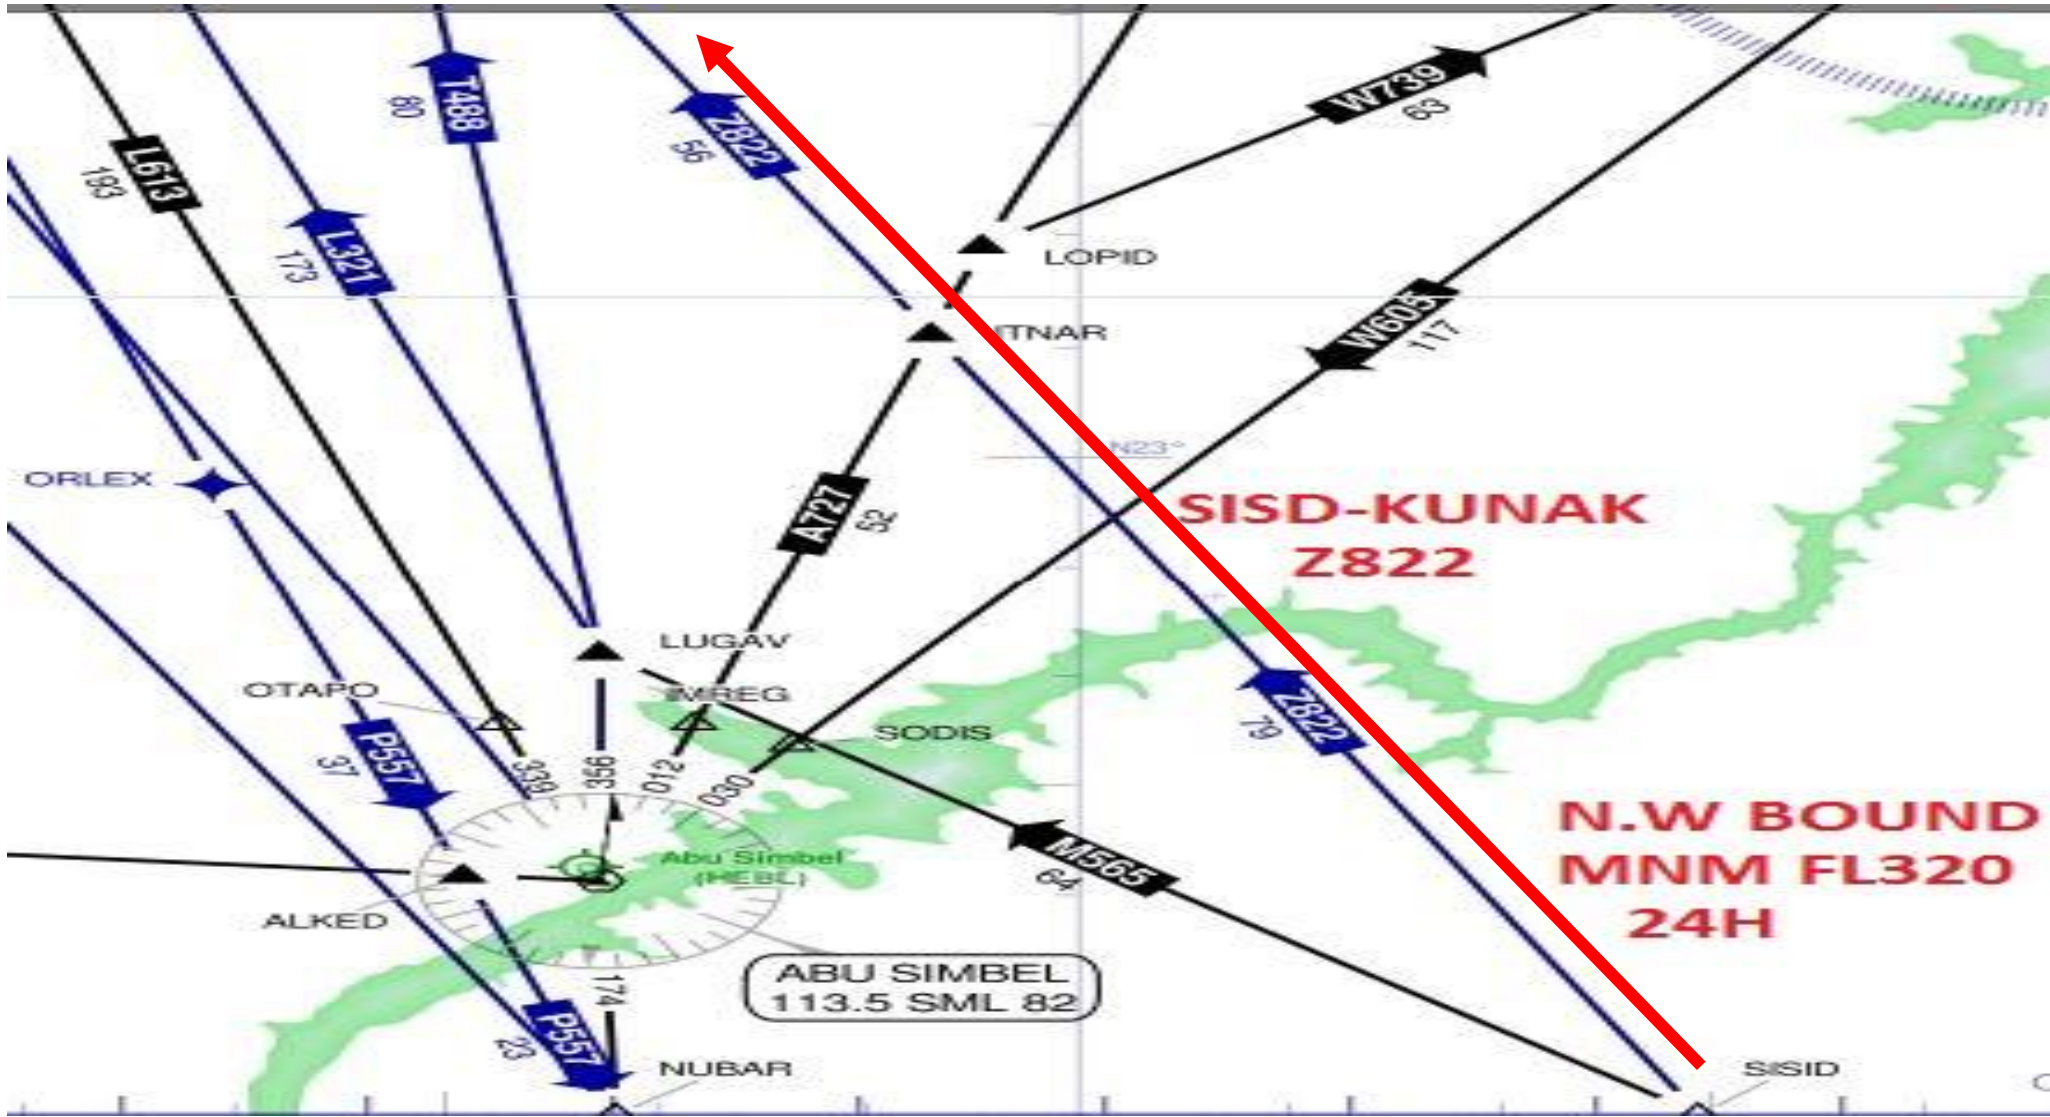 T488
80
W739
63
Z822
56
L613
193
L321
173
LOPID
ITNAR
W605
117
N23°
ORLEX
A727
52
SISD-KUNAK
Z822
LUGAV
OTAPO
IMREG
SODIS
Z822
79
P557
37
339
356
012
030
N.W BOUND
MNM FL320
24H
M565
64
Abu Simbel
(HEBL)
ALKED
ABU SIMBEL
113.5 SML 82
174
P557
23
NUBAR
SISID